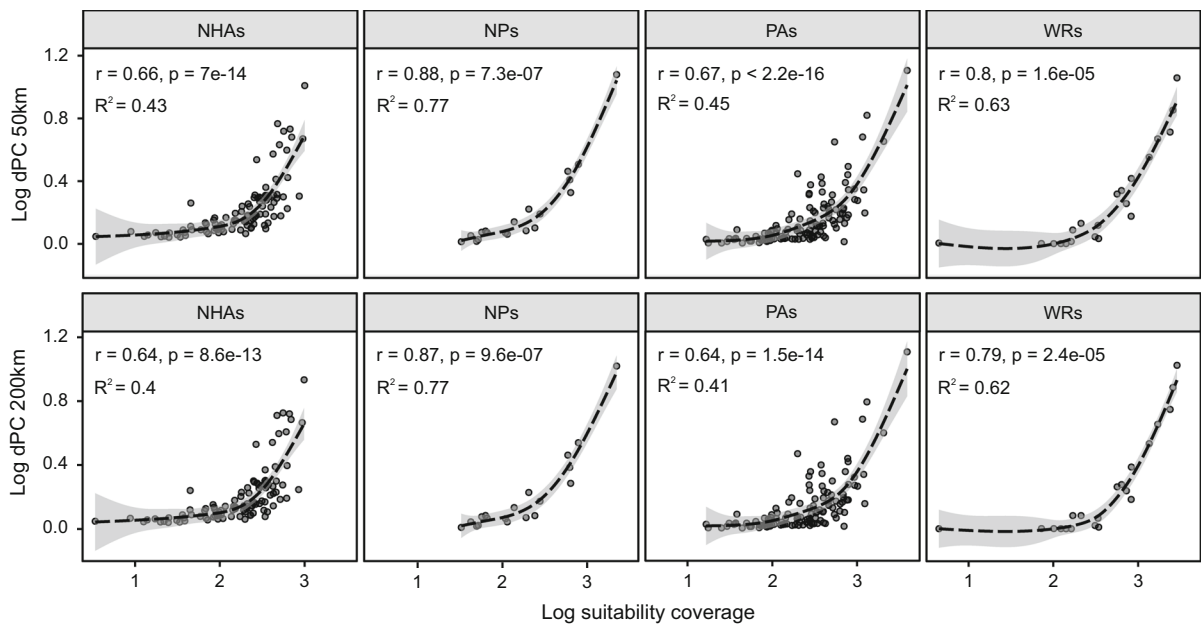 NHAs NPs PAs WRs
Log dPC 50km
1.2
0.8
0.4
0.0
r = 0.66, p = 7e-14
R² = 0.43
r = 0.88, p = 7.3e-07
R² = 0.77
r = 0.67, p < 2.2e-16
R² = 0.45
r = 0.8, p = 1.6e-05
R² = 0.63
NHAs NPs PAs WRs
Log dPC 200km
1.2
0.8
0.4
0.0
r = 0.64, p = 8.6e-13
R² = 0.4
r = 0.87, p = 9.6e-07
R² = 0.77
r = 0.64, p = 1.5e-14
R² = 0.41
r = 0.79, p = 2.4e-05
R² = 0.62
1 2 3 1 2 3 1 2 3 1 2 3
Log suitability coverage